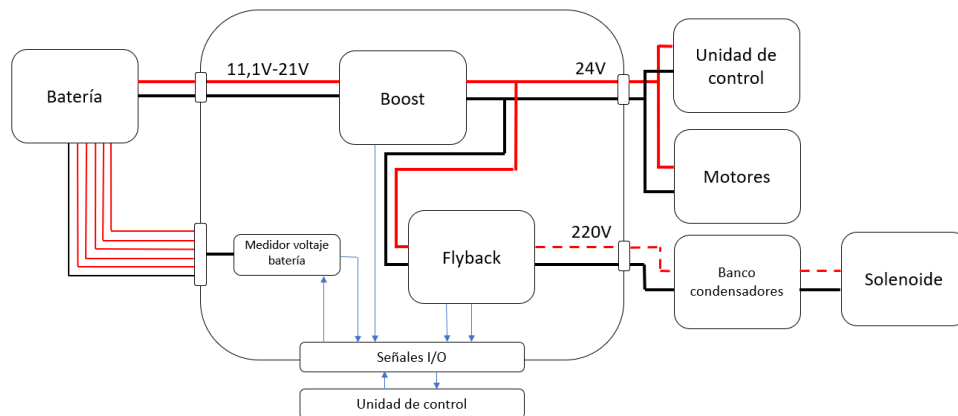 Batería
11,1V-21V
Boost
24V
Unidad de
control
Motores
Medidor voltaje
batería
Flyback
220V
Banco
condensadores
Solenoide
Señales I/O
Unidad de control